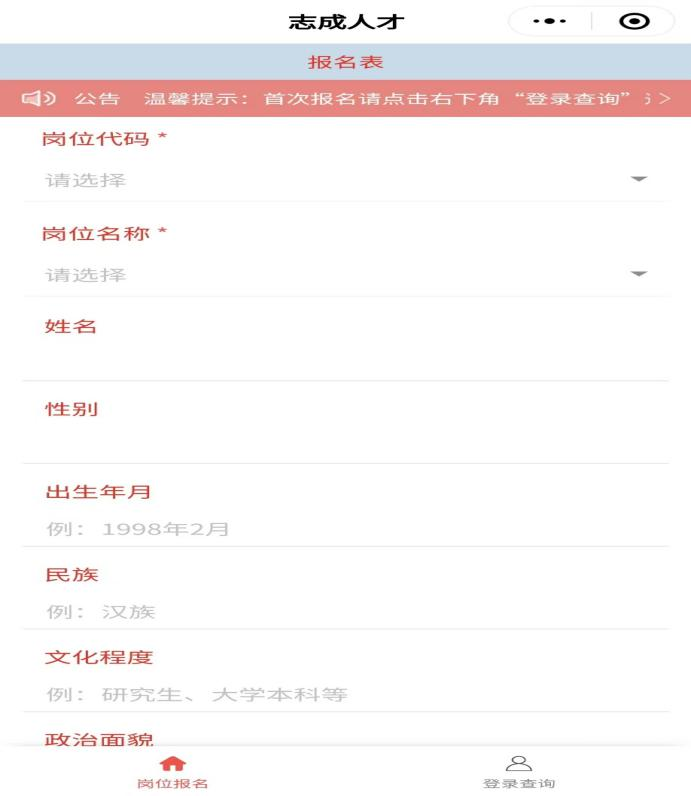 志成人才
报名表
公告 温馨提示：首次报名请点击右下角“登录查询”
岗位代码 *
请选择
岗位名称 *
请选择
姓名
性别
出生年月
例：1998年2月
民族
例：汉族
文化程度
例：研究生、大学本科等
政治面貌
岗位报名
登录查询